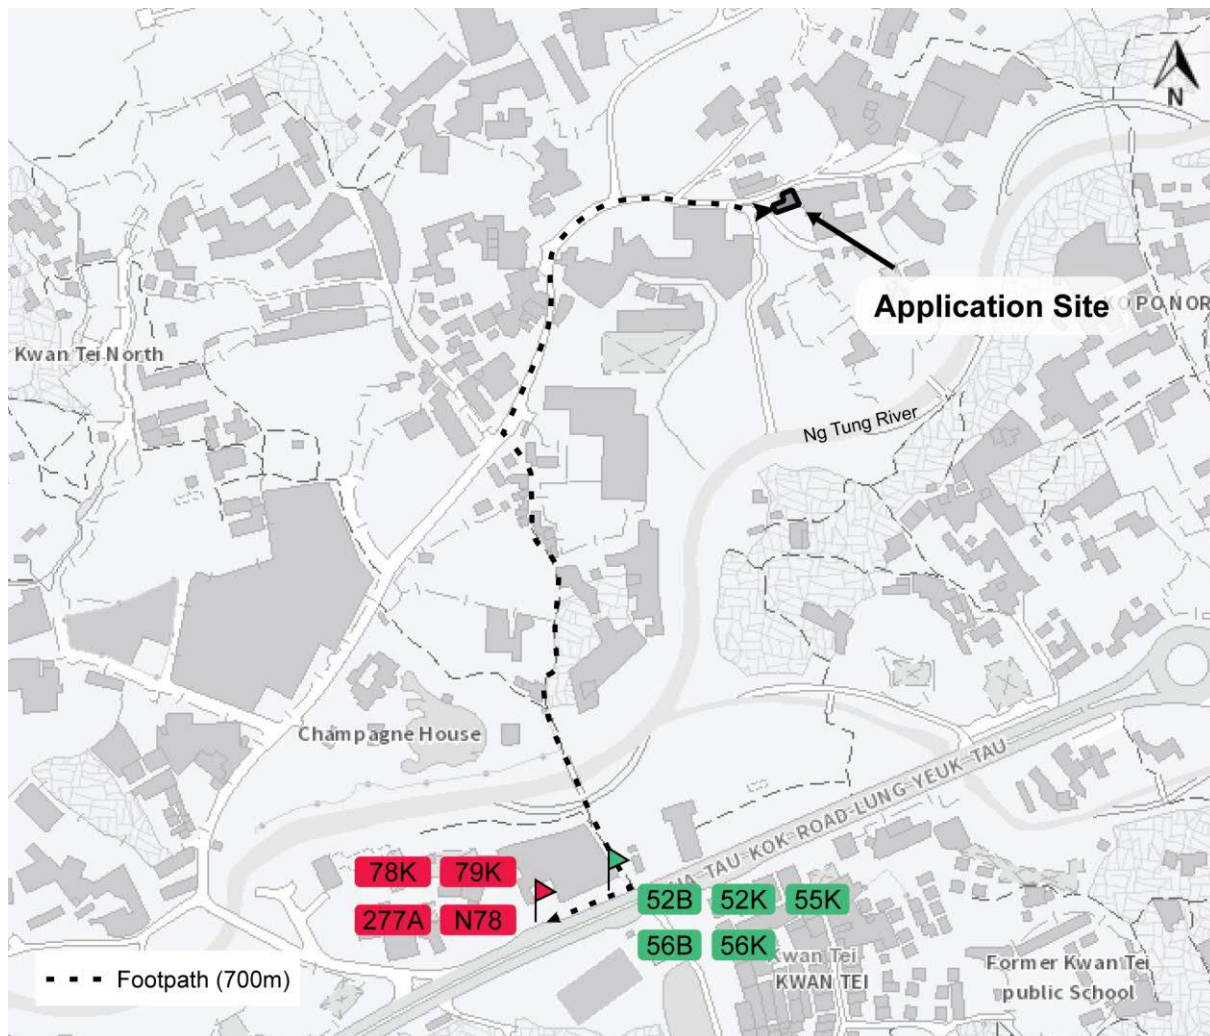 N
Application Site
KO PO NOR
Kwan Tei North
Ng Tung River
Champagne House
HA TAU KOK ROAD-LUNG YEUK TAU
78K 79K
277A N78
52B 52K 55K
56B 56K
Kwan Tei
KWAN TEI
Former Kwan Tei
public School
Footpath (700m)